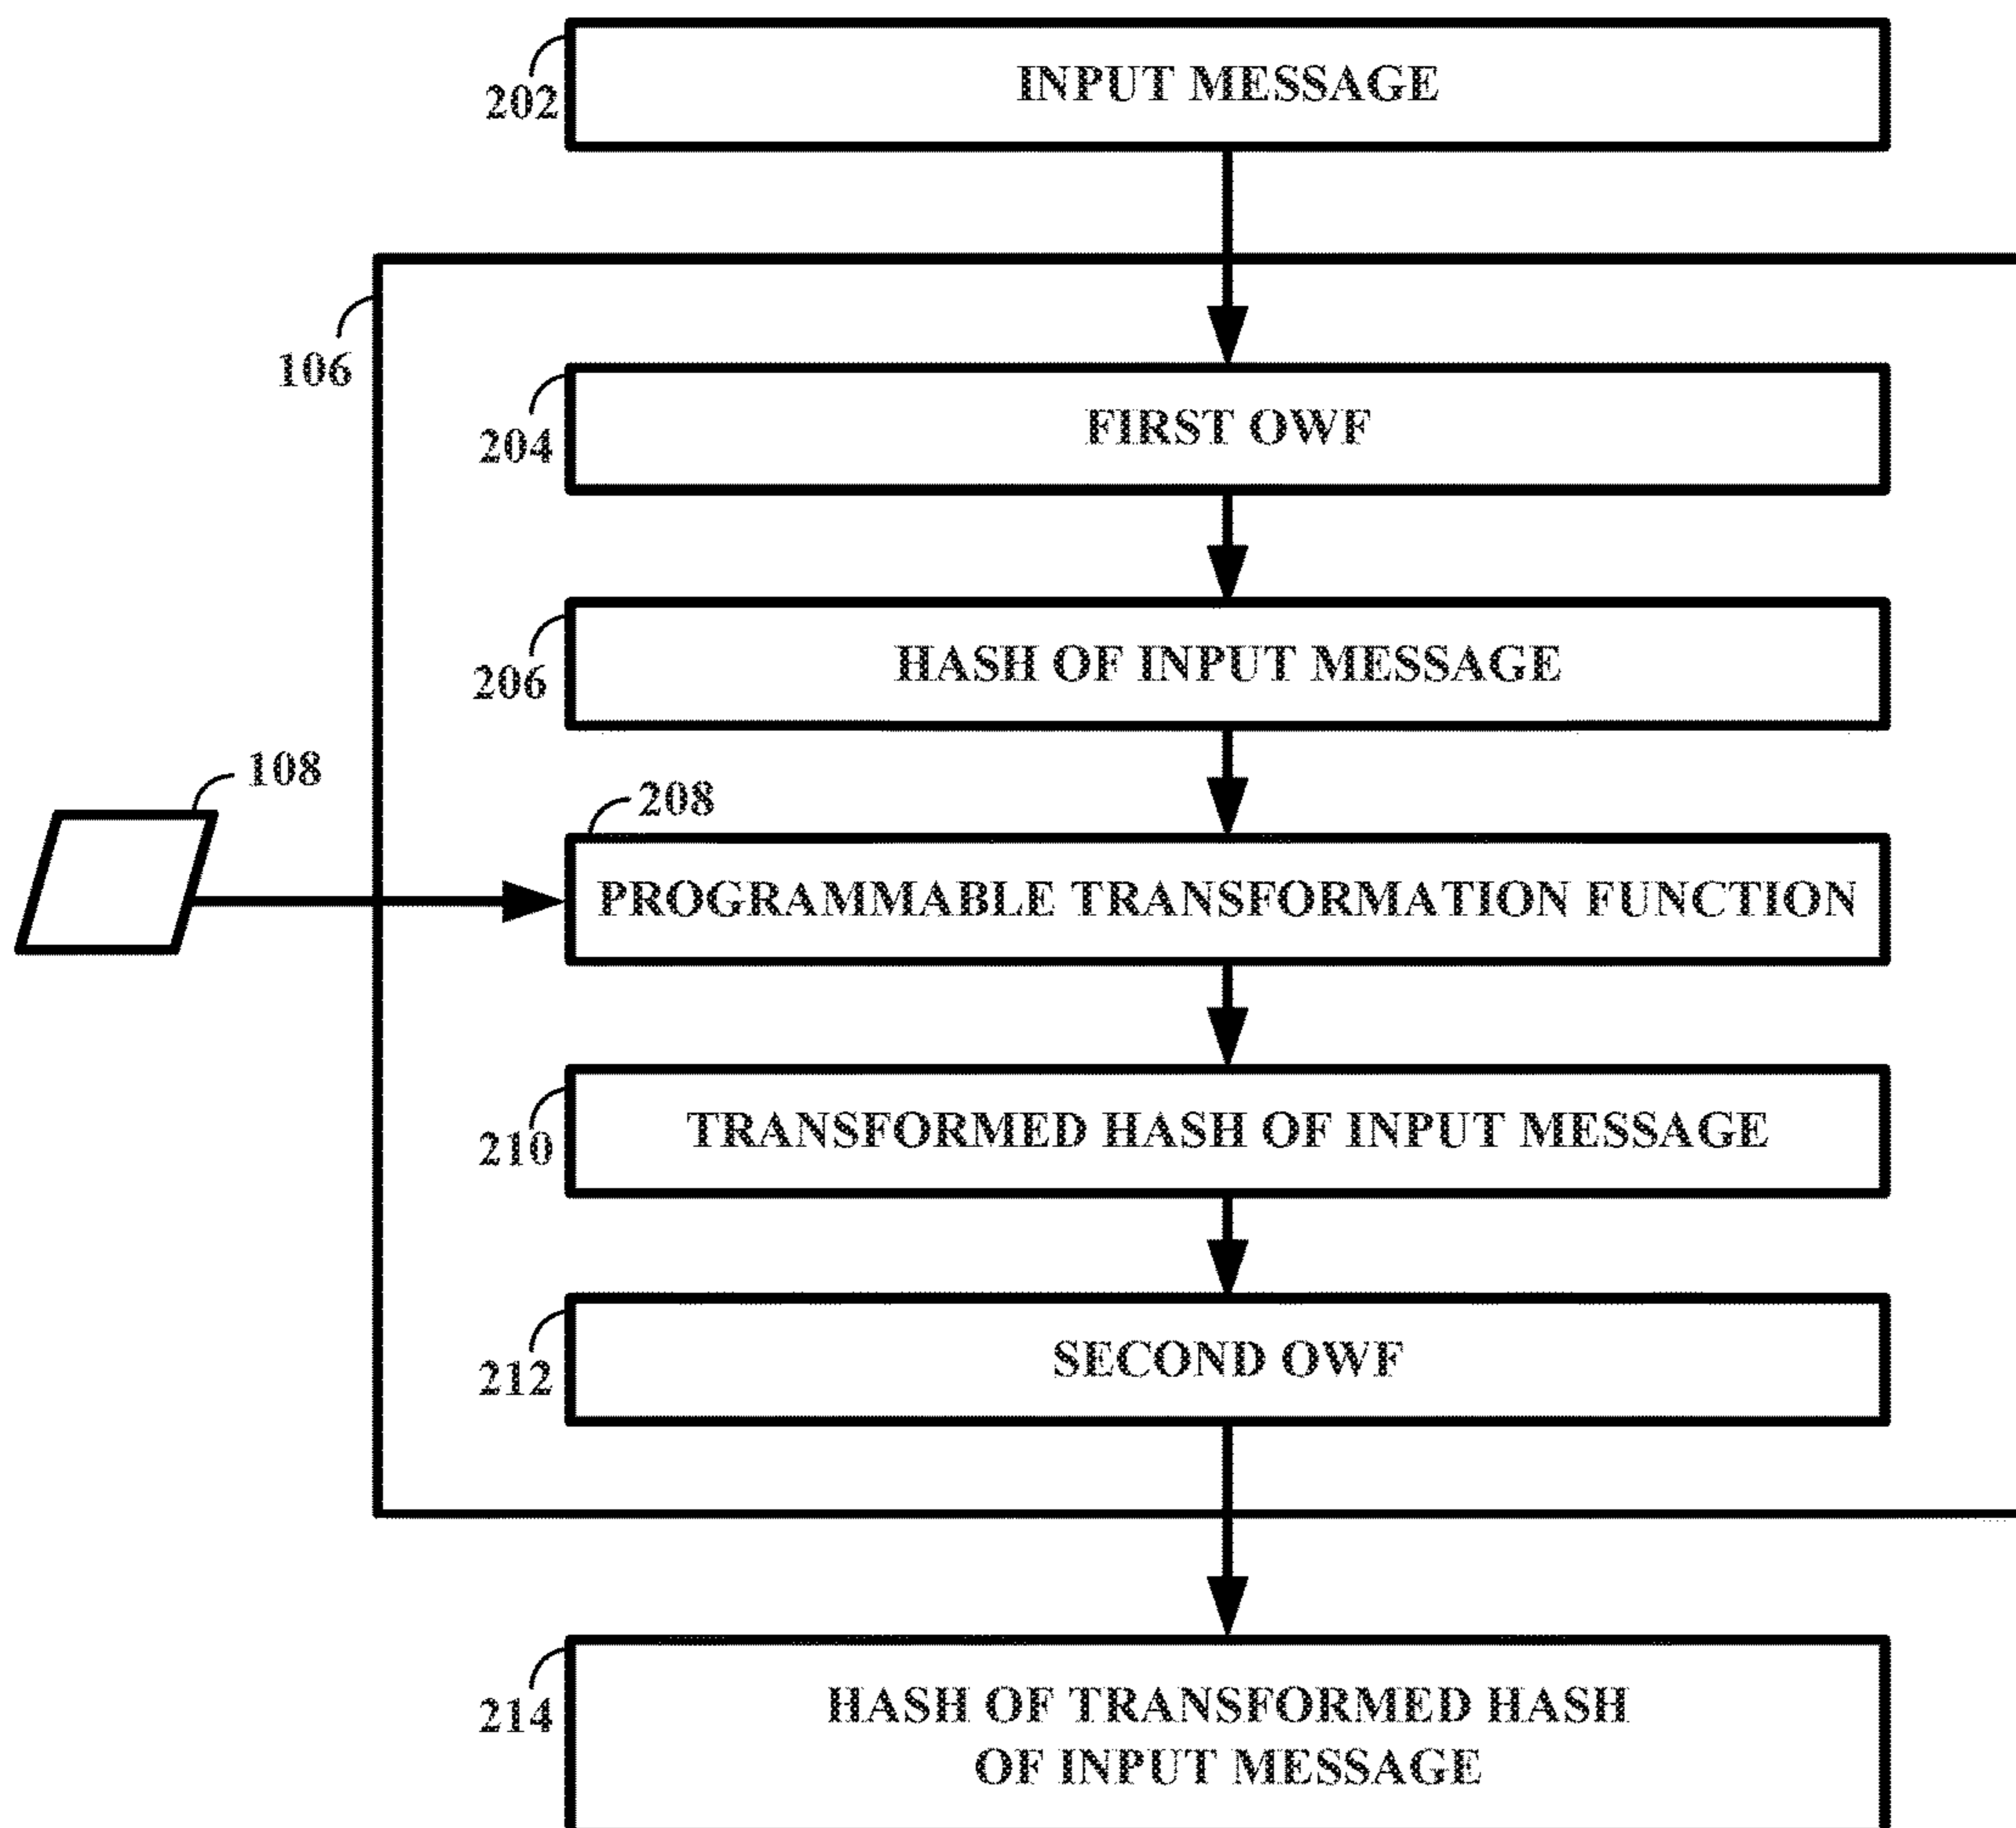 INPUT MESSAGE
202
106
FIRST OWF
204
HASH OF INPUT MESSAGE
206
108
208
PROGRAMMABLE TRANSFORMATION FUNCTION
TRANSFORMED HASH OF INPUT MESSAGE
210
SECOND OWF
212
HASH OF TRANSFORMED HASH
214
OF INPUT MESSAGE